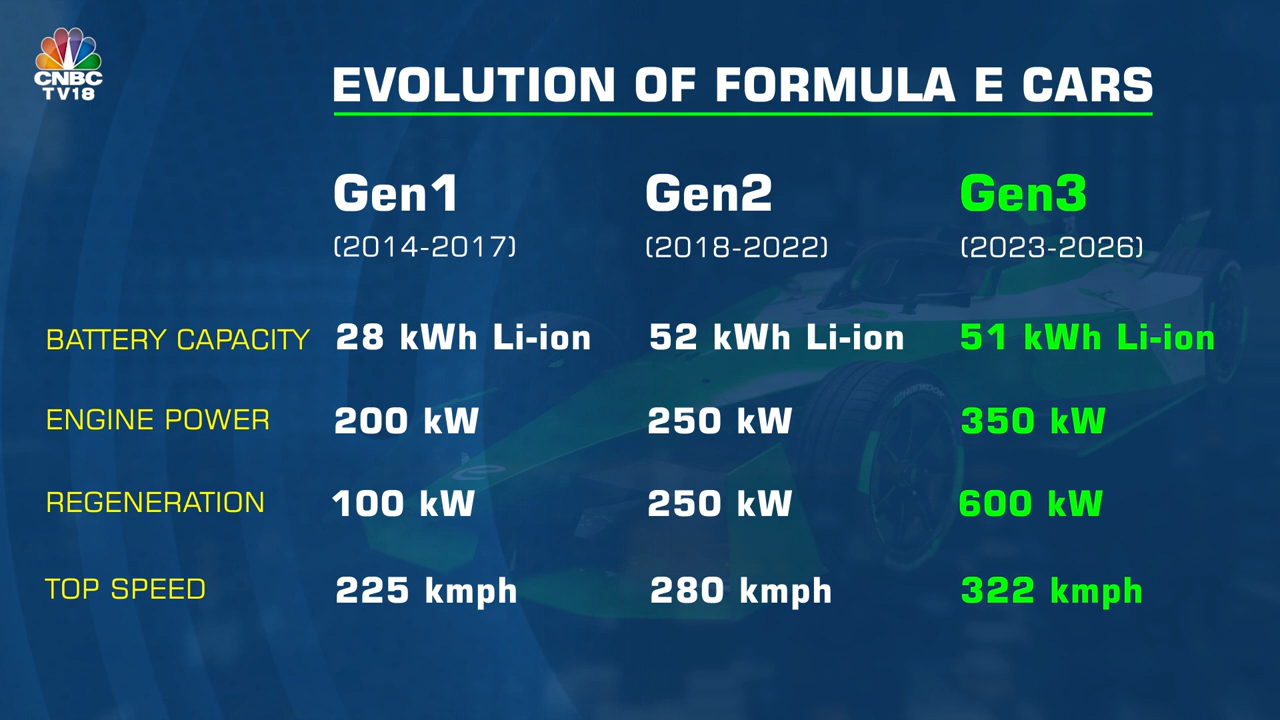 CNBC
TV18
EVOLUTION OF FORMULA E CARS
Gen1 Gen2 Gen3
(2014-2017) (2018-2022) (2023-2026)
BATTERY CAPACITY 28 kWh Li-ion 52 kWh Li-ion 51 kWh Li-ion
ENGINE POWER 200 kW 250 kW 350 kW
REGENERATION 100 kW 250 kW 600 kW
TOP SPEED 225 kmph 280 kmph 322 kmph